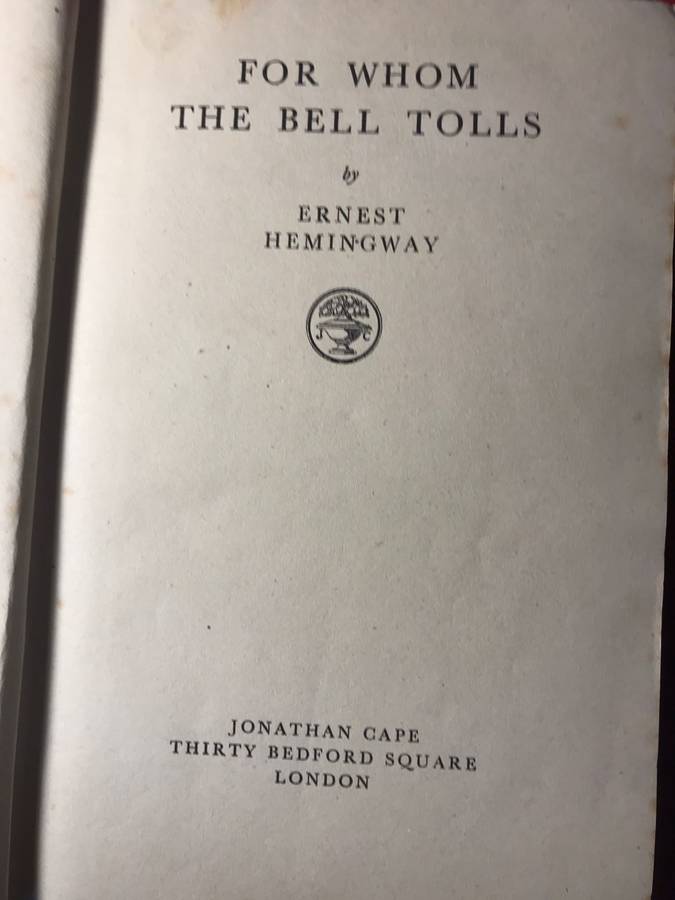 FOR WHOM
THE BELL TOLLS
by
ERNEST
HEMINGWAY
J C
JONATHAN CAPE
THIRTY BEDFORD SQUARE
LONDON